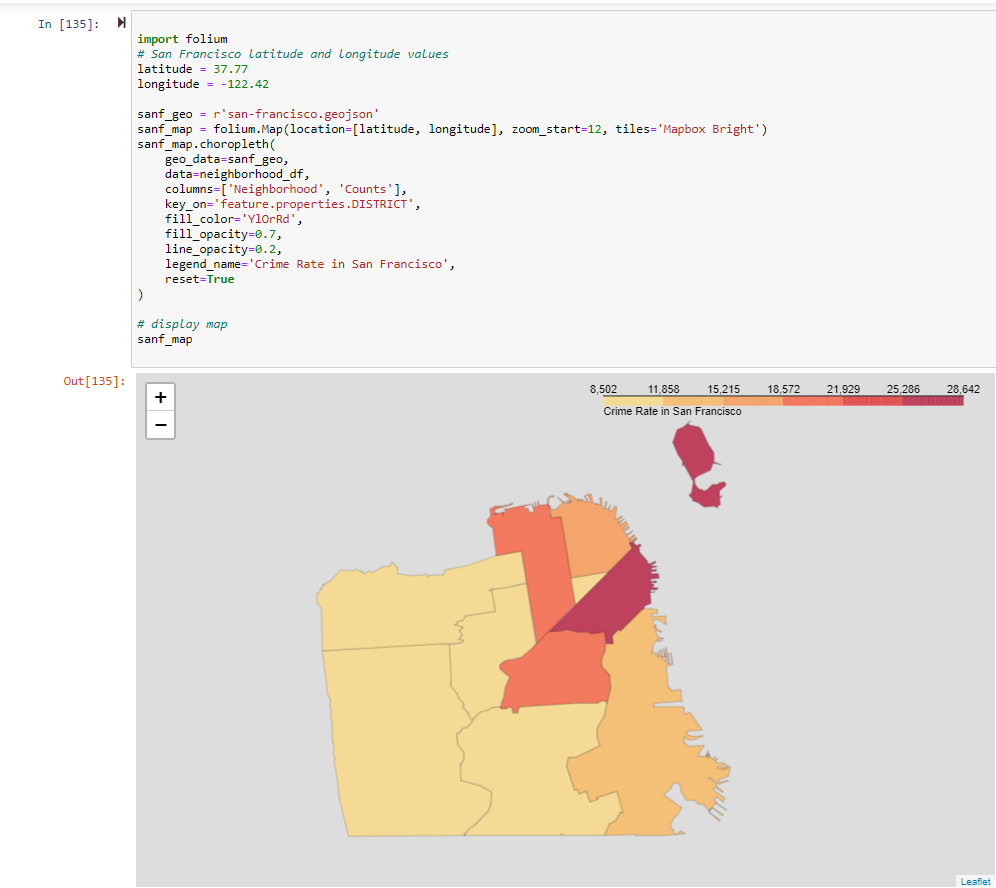 In [135]:
import folium
# San Francisco latitude and longitude values
latitude = 37.77
longitude = -122.42
sanf_geo = r'san-francisco.geojson'
sanf_map = folium.Map(location=[latitude, longitude], zoom_start=12, tiles='Mapbox Bright')
sanf_map.choropleth(
    geo_data=sanf_geo,
    data=neighborhood_df,
    columns=['Neighborhood', 'Counts'],
    key_on='feature.properties.DISTRICT',
    fill_color='YlOrRd',
    fill_opacity=0.7,
    line_opacity=0.2,
    legend_name='Crime Rate in San Francisco',
    reset=True
)
# display map
sanf_map
Out[135]:
+
−
8,502 11,858 15,215 18,572 21,929 25,286 28,642
Crime Rate in San Francisco
Leaflet